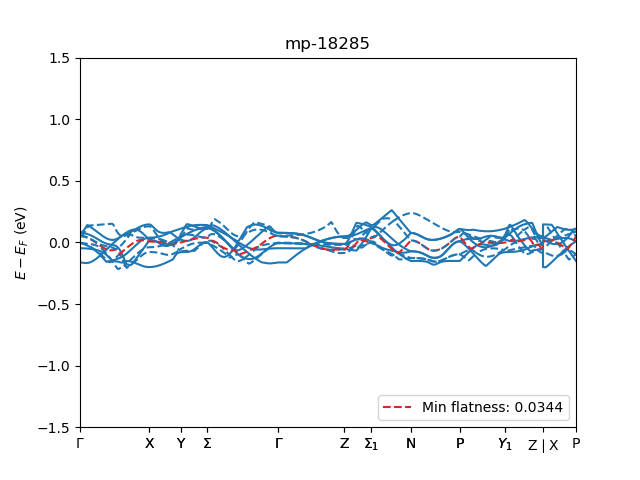 mp-18285
E − E_F (eV)
1.5
1.0
0.5
0.0
−0.5
−1.0
−1.5
Min flatness: 0.0344
Γ X Y Σ Γ Z Σ₁ N P Y₁ Z | X P